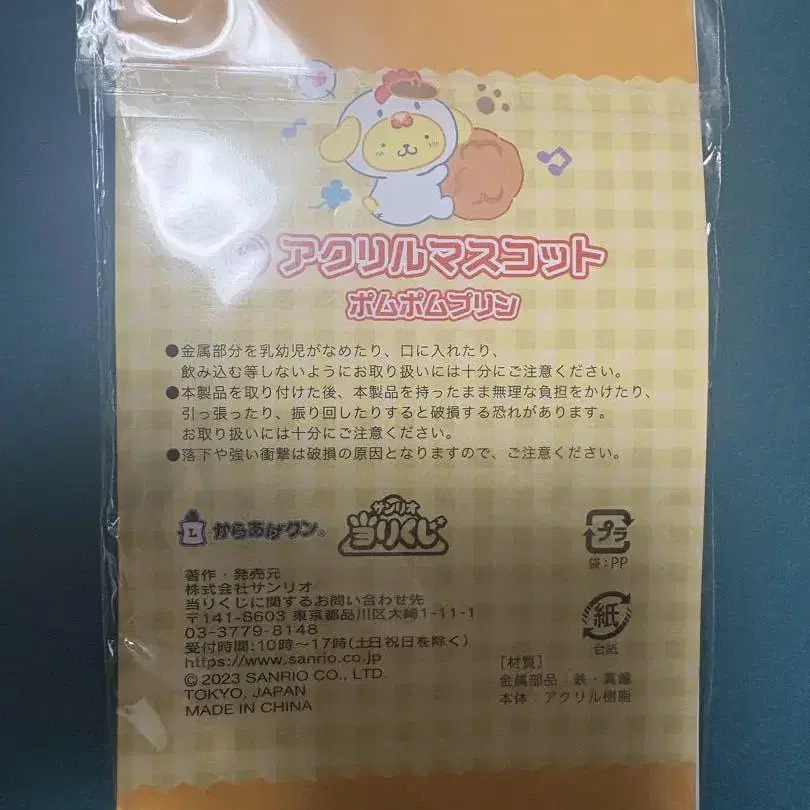 アクリルマスコット
ポムポムプリン
●金属部分を乳幼児がなめたり、口に入れたり、
飲み込む等しないようにお取り扱いには十分にご注意ください。
●本製品を取り付けた後、本製品を持ったまま無理な負担をかけたり、
引っ張ったり、振り回したりすると破損する恐れがあります。
お取り扱いには十分にご注意ください。
●落下や強い衝撃は破損の原因となりますので、ご注意ください。
L からあげクン®
サンリオ
当りくじ
プラ
袋:PP
著作・発売元
株式会社サンリオ
当りくじに関するお問い合わせ先
〒141-8603 東京都品川区大崎1-11-1
03-3779-8148
受付時間:10時～17時(土日祝日を除く)
https://www.sanrio.co.jp
© 2023 SANRIO CO., LTD.
TOKYO, JAPAN
MADE IN CHINA
紙
台紙
[材質]
金属部品:鉄・真鍮
本体:アクリル樹脂